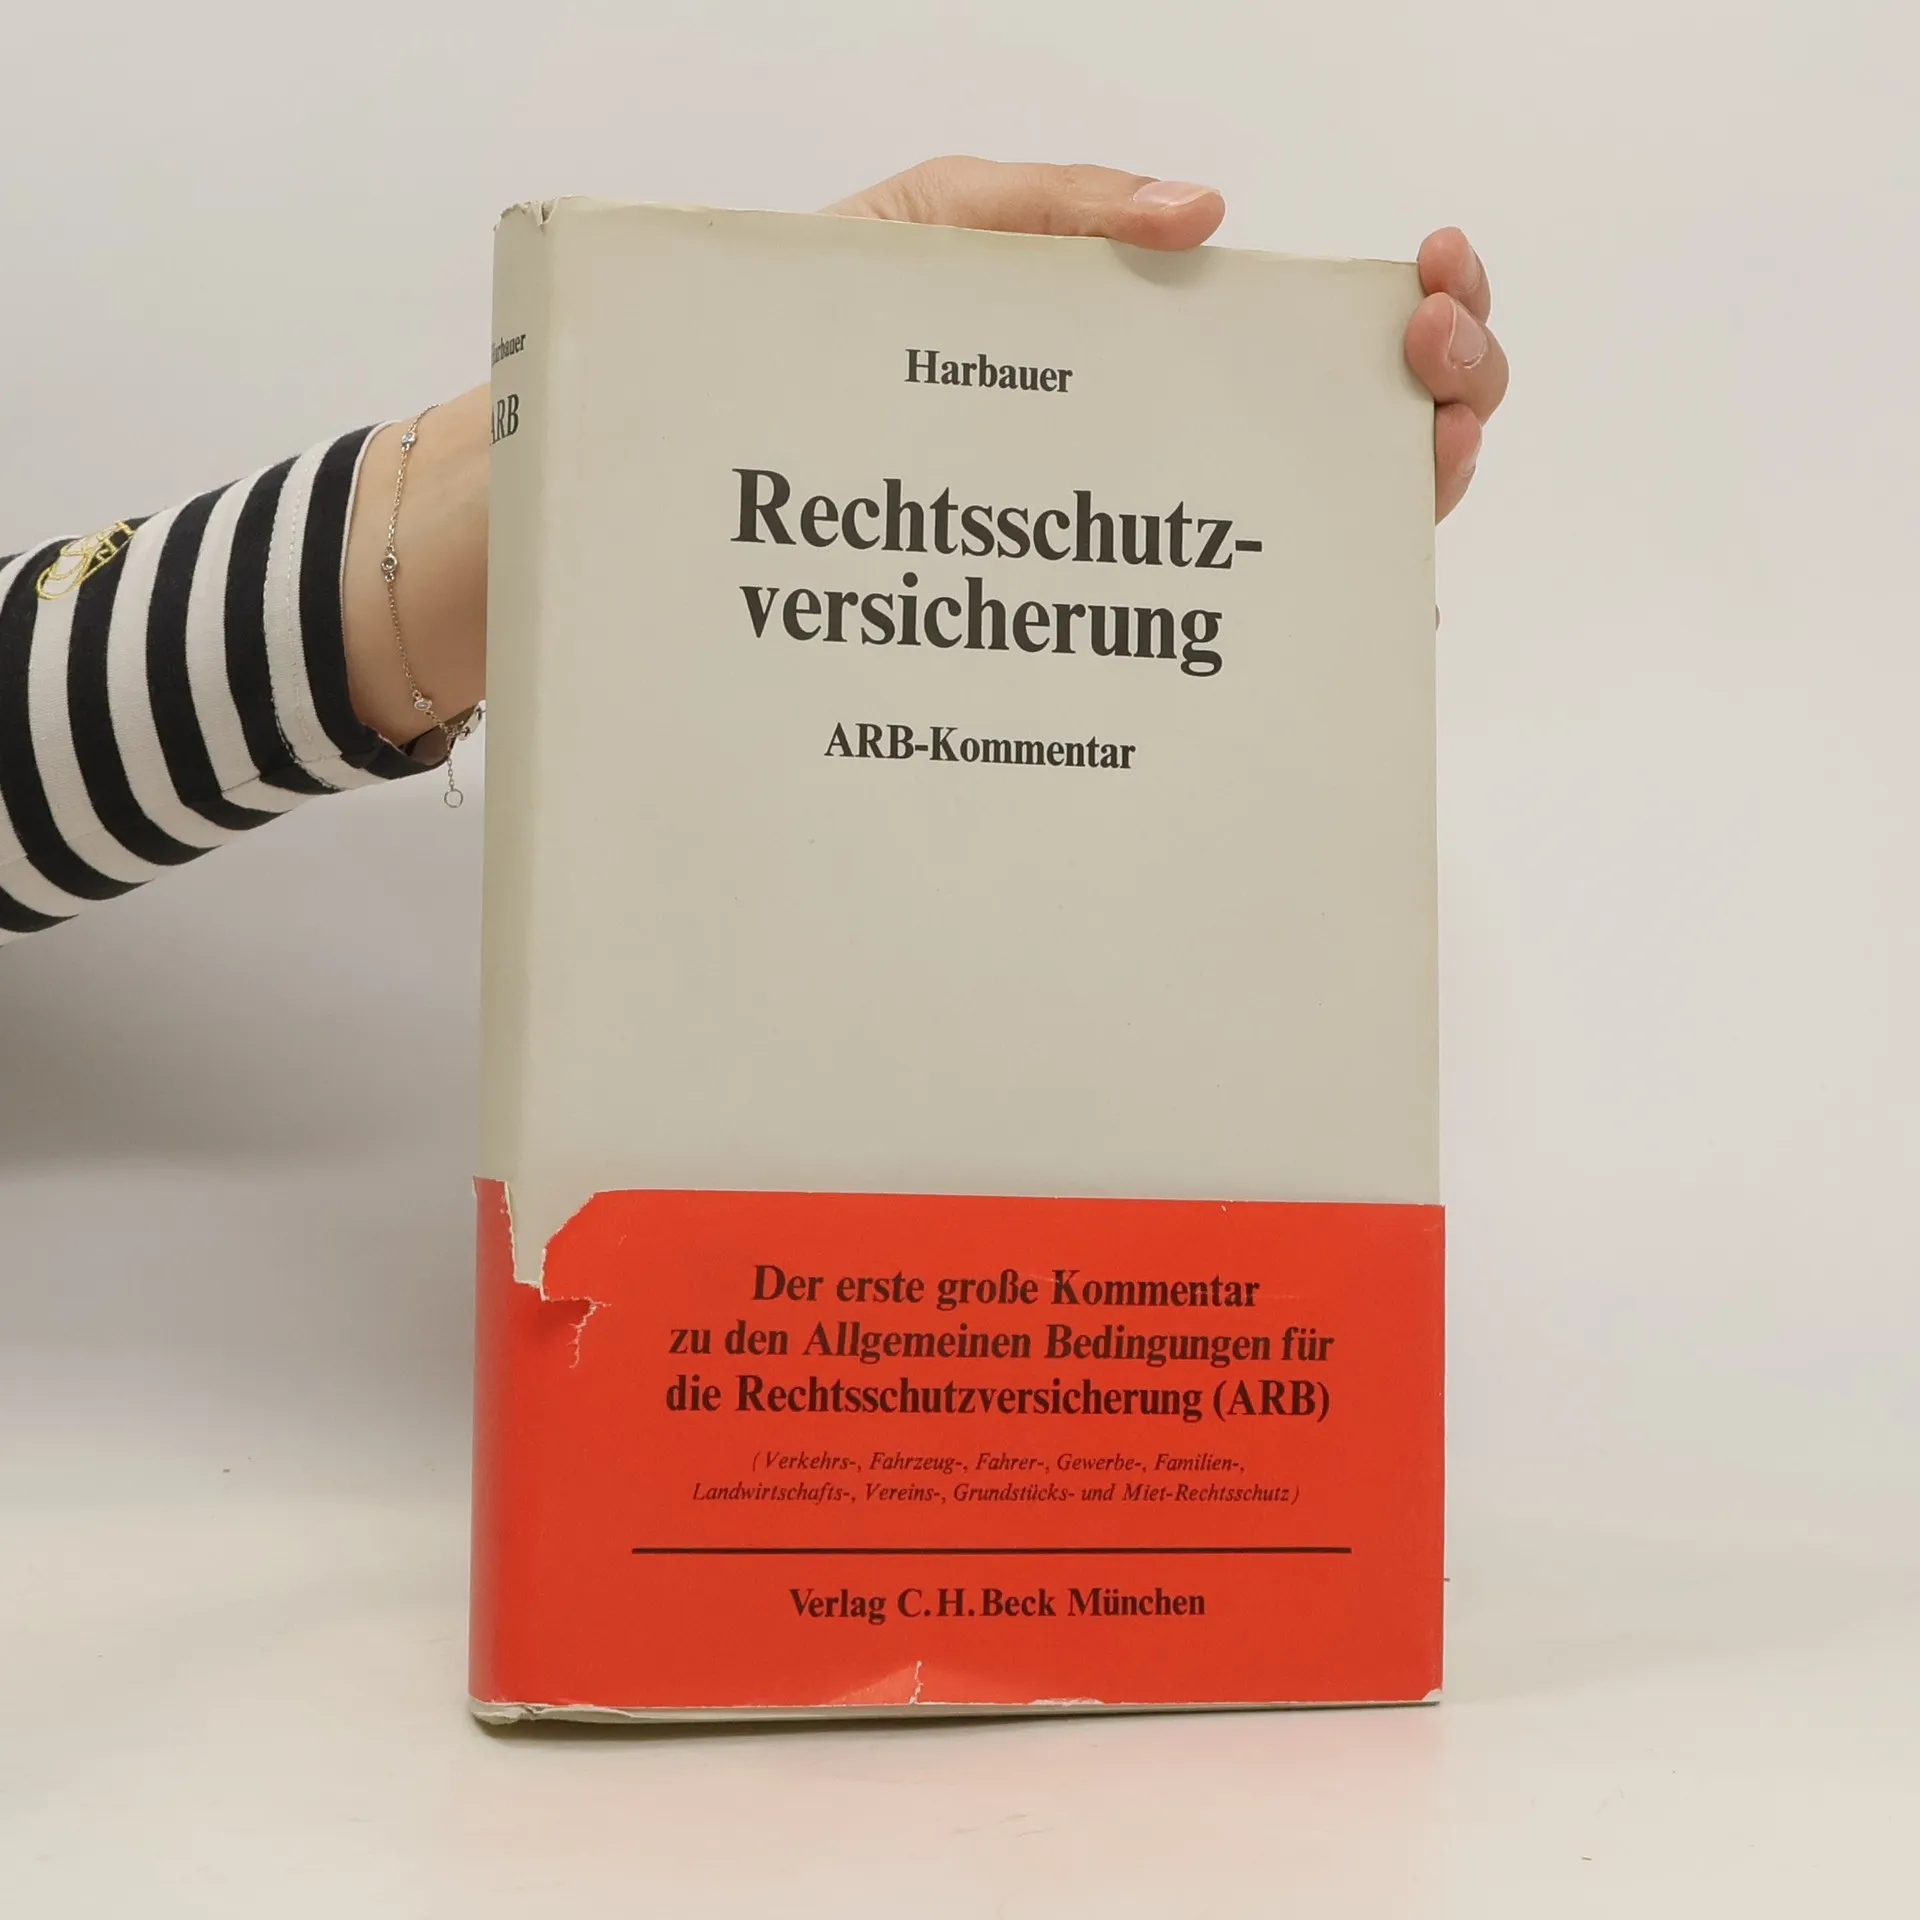 Harbauer
ARB
Harbauer
Rechtsschutz-
versicherung
ARB-Kommentar
Der erste große Kommentar
zu den Allgemeinen Bedingungen für
die Rechtsschutzversicherung (ARB)
(Verkehrs-, Fahrzeug-, Fahrer-, Gewerbe-, Familien-,
Landwirtschafts-, Vereins-, Grundstücks- und Miet-Rechtsschutz)
Verlag C.H.Beck München